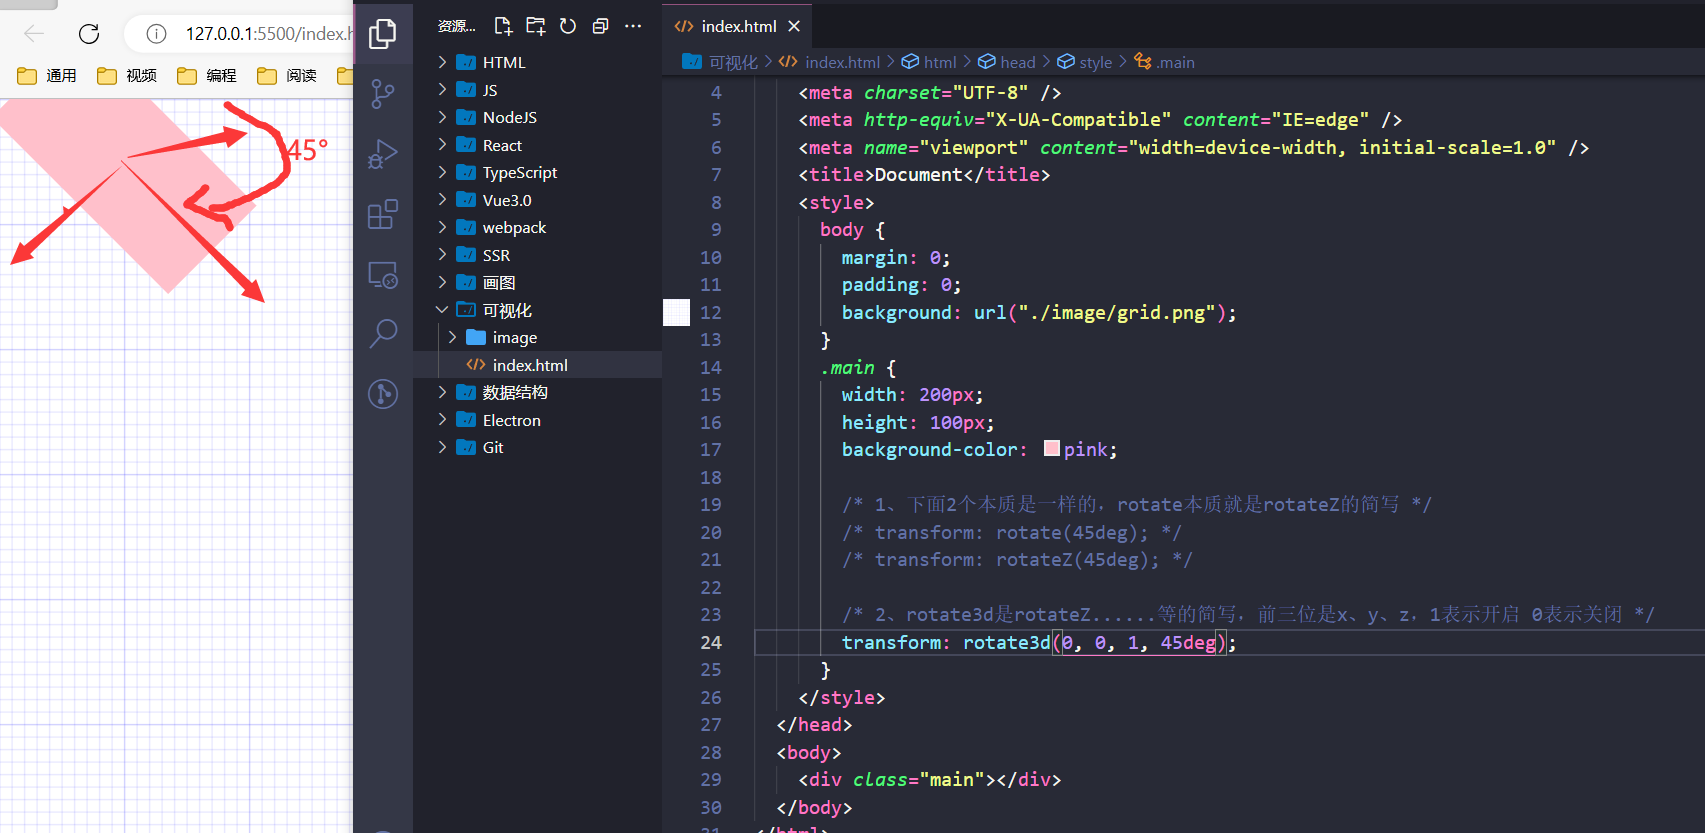 127.0.0.1:5500/index.h
通用 视频 编程 阅读
45°
资源...
HTML
JS
NodeJS
React
TypeScript
Vue3.0
webpack
SSR
画图
可视化
image
index.html
数据结构
Electron
Git
index.html
可视化 > index.html > html > head > style > .main
4 <meta charset="UTF-8" />
5 <meta http-equiv="X-UA-Compatible" content="IE=edge" />
6 <meta name="viewport" content="width=device-width, initial-scale=1.0" />
7 <title>Document</title>
8 <style>
9 body {
10 margin: 0;
11 padding: 0;
12 background: url("./image/grid.png");
13 }
14 .main {
15 width: 200px;
16 height: 100px;
17 background-color: pink;
18
19 /* 1、下面2个本质是一样的，rotate本质就是rotateZ的简写 */
20 /* transform: rotate(45deg); */
21 /* transform: rotateZ(45deg); */
22
23 /* 2、rotate3d是rotateZ......等的简写，前三位是x、y、z，1表示开启 0表示关闭 */
24 transform: rotate3d(0, 0, 1, 45deg);
25 }
26 </style>
27 </head>
28 <body>
29 <div class="main"></div>
30 </body>
31 </html>